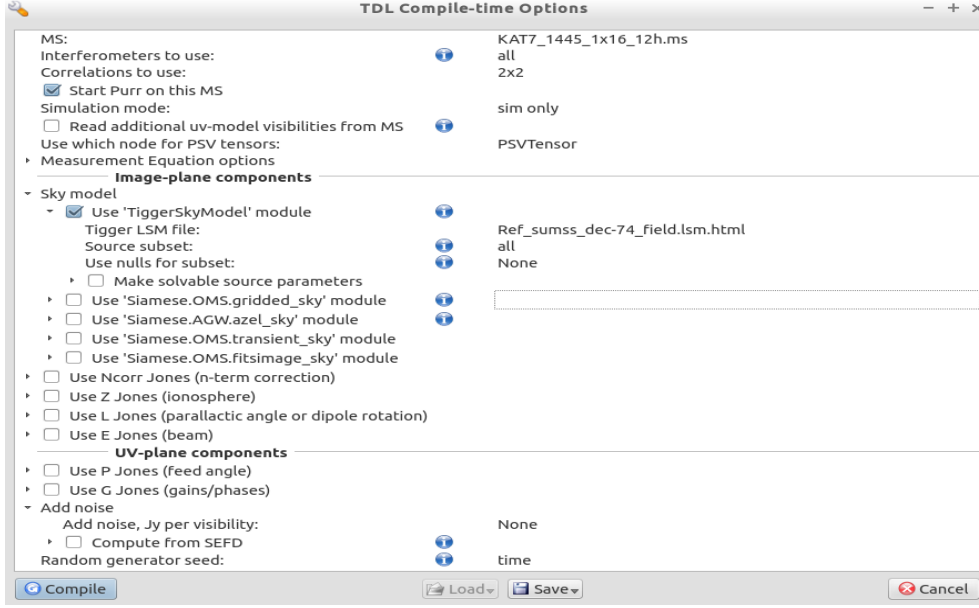 TDL Compile-time Options
MS: KAT7_1445_1x16_12h.ms
Interferometers to use: all
Correlations to use: 2x2
Start Purr on this MS
Simulation mode: sim only
Read additional uv-model visibilities from MS
Use which node for PSV tensors: PSVTensor
Measurement Equation options
Image-plane components
Sky model
Use 'TiggerSkyModel' module
Tigger LSM file: Ref_sumss_dec-74_field.lsm.html
Source subset: all
Use nulls for subset: None
Make solvable source parameters
Use 'Siamese.OMS.gridded_sky' module
Use 'Siamese.AGW.azel_sky' module
Use 'Siamese.OMS.transient_sky' module
Use 'Siamese.OMS.fitsimage_sky' module
Use Ncorr Jones (n-term correction)
Use Z Jones (ionosphere)
Use L Jones (parallactic angle or dipole rotation)
Use E Jones (beam)
UV-plane components
Use P Jones (feed angle)
Use G Jones (gains/phases)
Add noise
Add noise, Jy per visibility: None
Compute from SEFD
Random generator seed: time
Compile Load Save Cancel